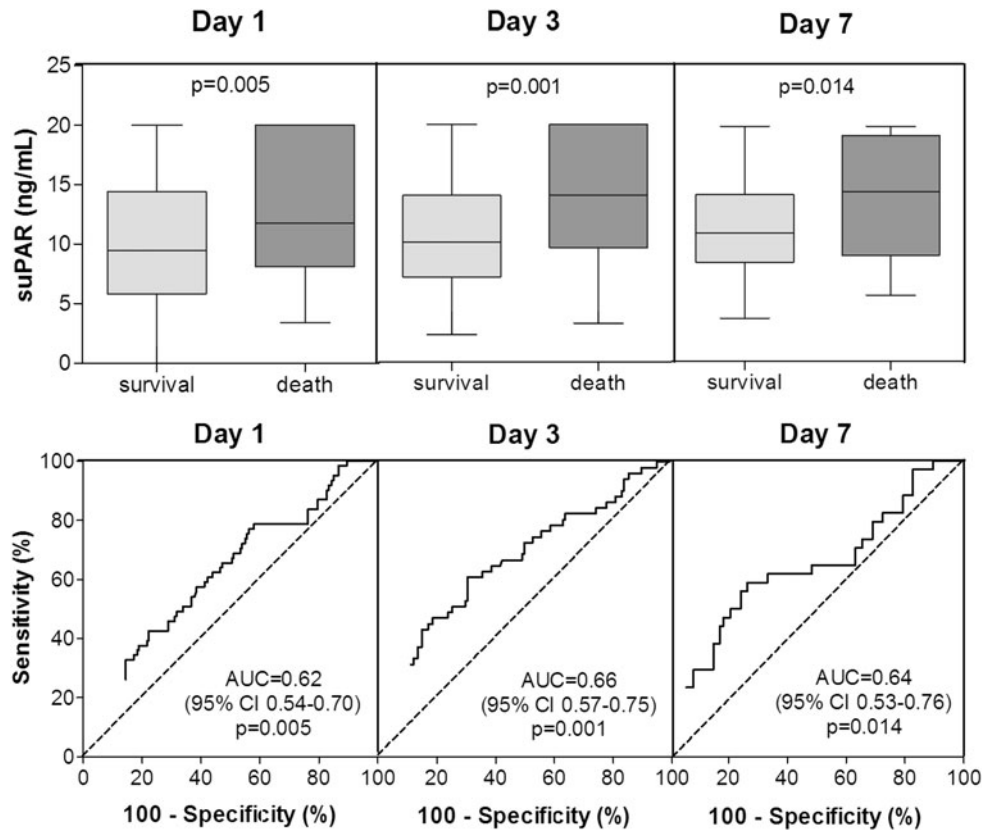 Day 1
Day 3
Day 7
suPAR (ng/mL)
25
20
15
10
5
0
p=0.005
p=0.001
p=0.014
survival
death
survival
death
survival
death
Day 1
Day 3
Day 7
Sensitivity (%)
100
80
60
40
20
0
AUC=0.62
(95% CI 0.54-0.70)
p=0.005
AUC=0.66
(95% CI 0.57-0.75)
p=0.001
AUC=0.64
(95% CI 0.53-0.76)
p=0.014
0 20 40 60 80 100 20 40 60 80 100 20 40 60 80 100
100 - Specificity (%)
100 - Specificity (%)
100 - Specificity (%)